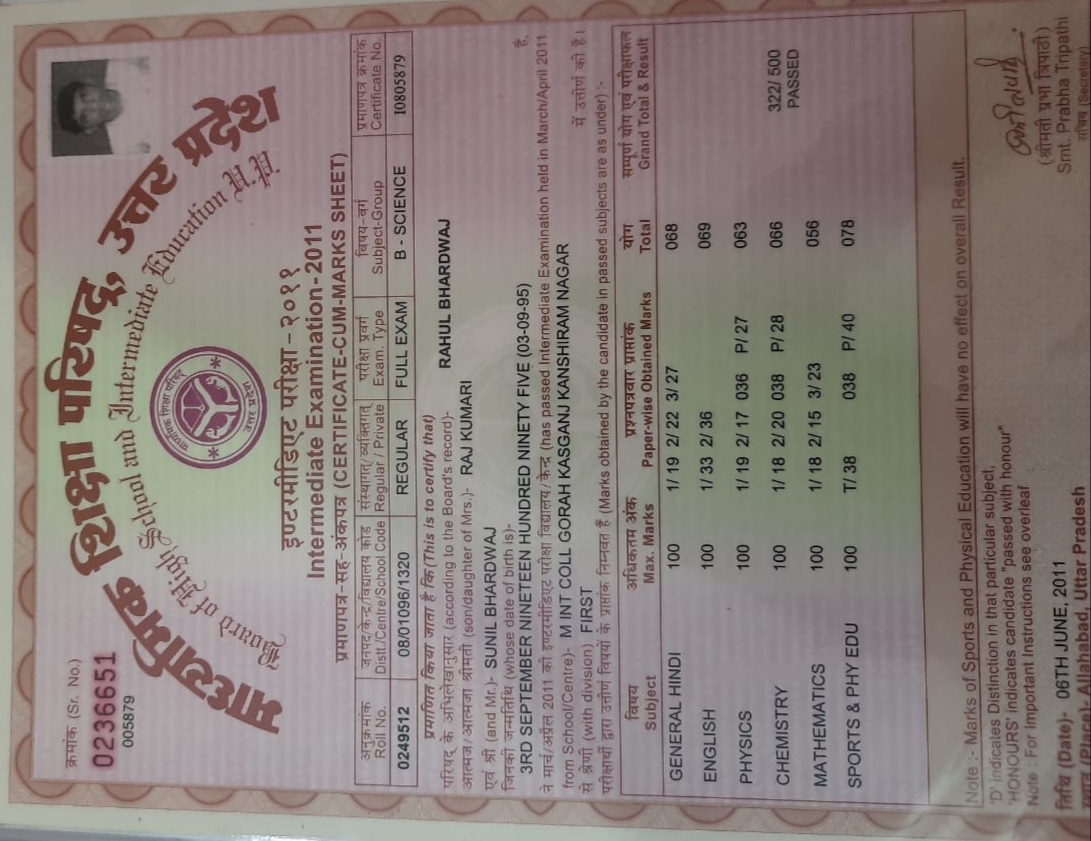 क्रमांक (Sr. No.)
0236651
005879
माध्यमिक शिक्षा परिषद्, उत्तर प्रदेश
Board of High School and Intermediate Education U.P.
माध्यमिक शिक्षा परिषद्
उत्तर प्रदेश
इण्टरमीडिएट परीक्षा-२०११
Intermediate Examination-2011
प्रमाणपत्र-सह-अंकपत्र (CERTIFICATE-CUM-MARKS SHEET)
अनुक्रमांक जनपद/केन्द्र/विद्यालय कोड संस्थागत/व्यक्तिगत परीक्षा प्रवर्ग विषय-वर्ग प्रमाणपत्र क्रमांक
Roll No. Distt./Centre/School Code Regular / Private Exam. Type Subject-Group Certificate No.
0249512 08/01096/1320 REGULAR FULL EXAM B - SCIENCE I0805879
प्रमाणित किया जाता है कि (This is to certify that)
परिषद् के अभिलेखानुसार (according to the Board's record)- RAHUL BHARDWAJ
आत्मज/आत्मजा श्रीमती (son/daughter of Mrs.)- RAJ KUMARI
एवं श्री (and Mr.)- SUNIL BHARDWAJ
जिनकी जन्मतिथि (whose date of birth is)-
3RD SEPTEMBER NINETEEN HUNDRED NINETY FIVE (03-09-95) है,
ने मार्च/अप्रैल 2011 की इण्टरमीडिएट परीक्षा विद्यालय/केन्द्र (has passed Intermediate Examination held in March/April 2011
from School/Centre)- M INT COLL GORAH KASGANJ KANSHIRAM NAGAR
से श्रेणी (with division) FIRST में उत्तीर्ण की है।
परीक्षार्थी द्वारा उत्तीर्ण विषयों के प्राप्तांक निम्नवत हैं (Marks obtained by the candidate in passed subjects are as under) :-
विषय अधिकतम अंक प्रश्नपत्रवार प्राप्तांक योग सम्पूर्ण योग एवं परीक्षाफल
Subject Max. Marks Paper-wise Obtained Marks Total Grand Total & Result
GENERAL HINDI 100 1/ 19 2/ 22 3/ 27 068
ENGLISH 100 1/ 33 2/ 36 069
PHYSICS 100 1/ 19 2/ 17 036 P/ 27 063
CHEMISTRY 100 1/ 18 2/ 20 038 P/ 28 066 322/ 500
PASSED
MATHEMATICS 100 1/ 18 2/ 15 3/ 23 056
SPORTS & PHY EDU 100 T/ 38 038 P/ 40 078
Note :- Marks of Sports and Physical Education will have no effect on overall Result.
'D' indicates Distinction in that particular subject,
'HONOURS' indicates candidate "passed with honour"
Note : For Important Instructions see overleaf
तिथि (Date)- 06TH JUNE, 2011
Allahabad, Uttar Pradesh
(श्रीमती प्रभा त्रिपाठी)
Smt. Prabha Tripathi
सचिव (Secretary)